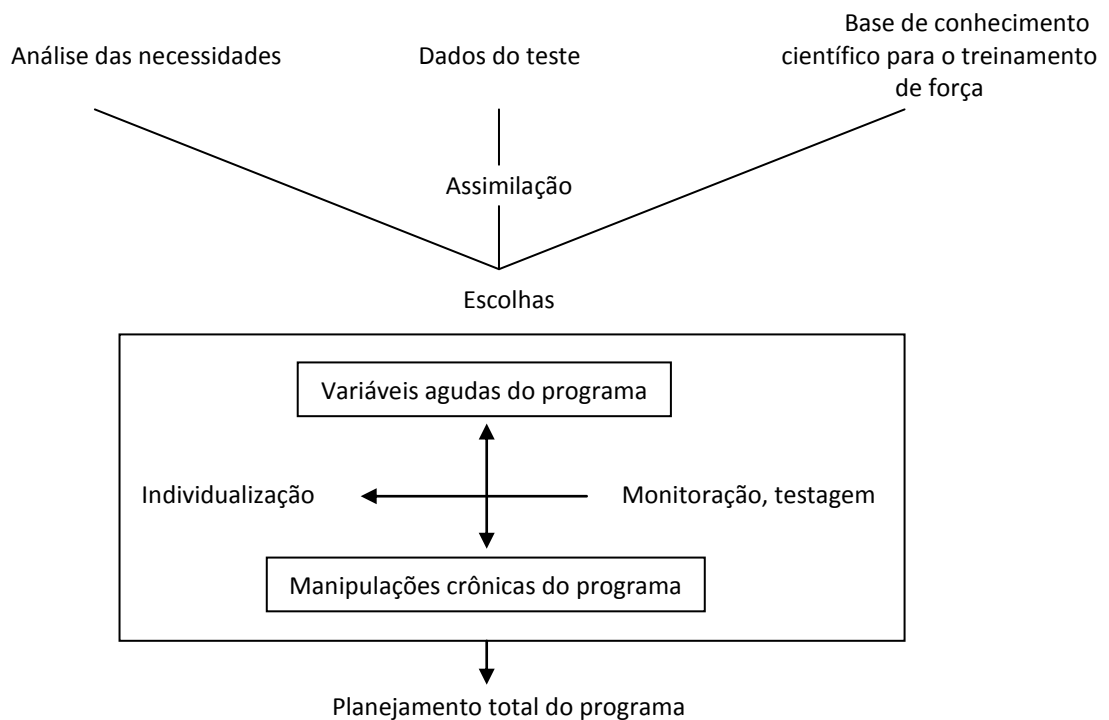 Análise das necessidades
Dados do teste
Base de conhecimento
científico para o treinamento
de força
Assimilação
Escolhas
Variáveis agudas do programa
Individualização
Monitoração, testagem
Manipulações crônicas do programa
Planejamento total do programa